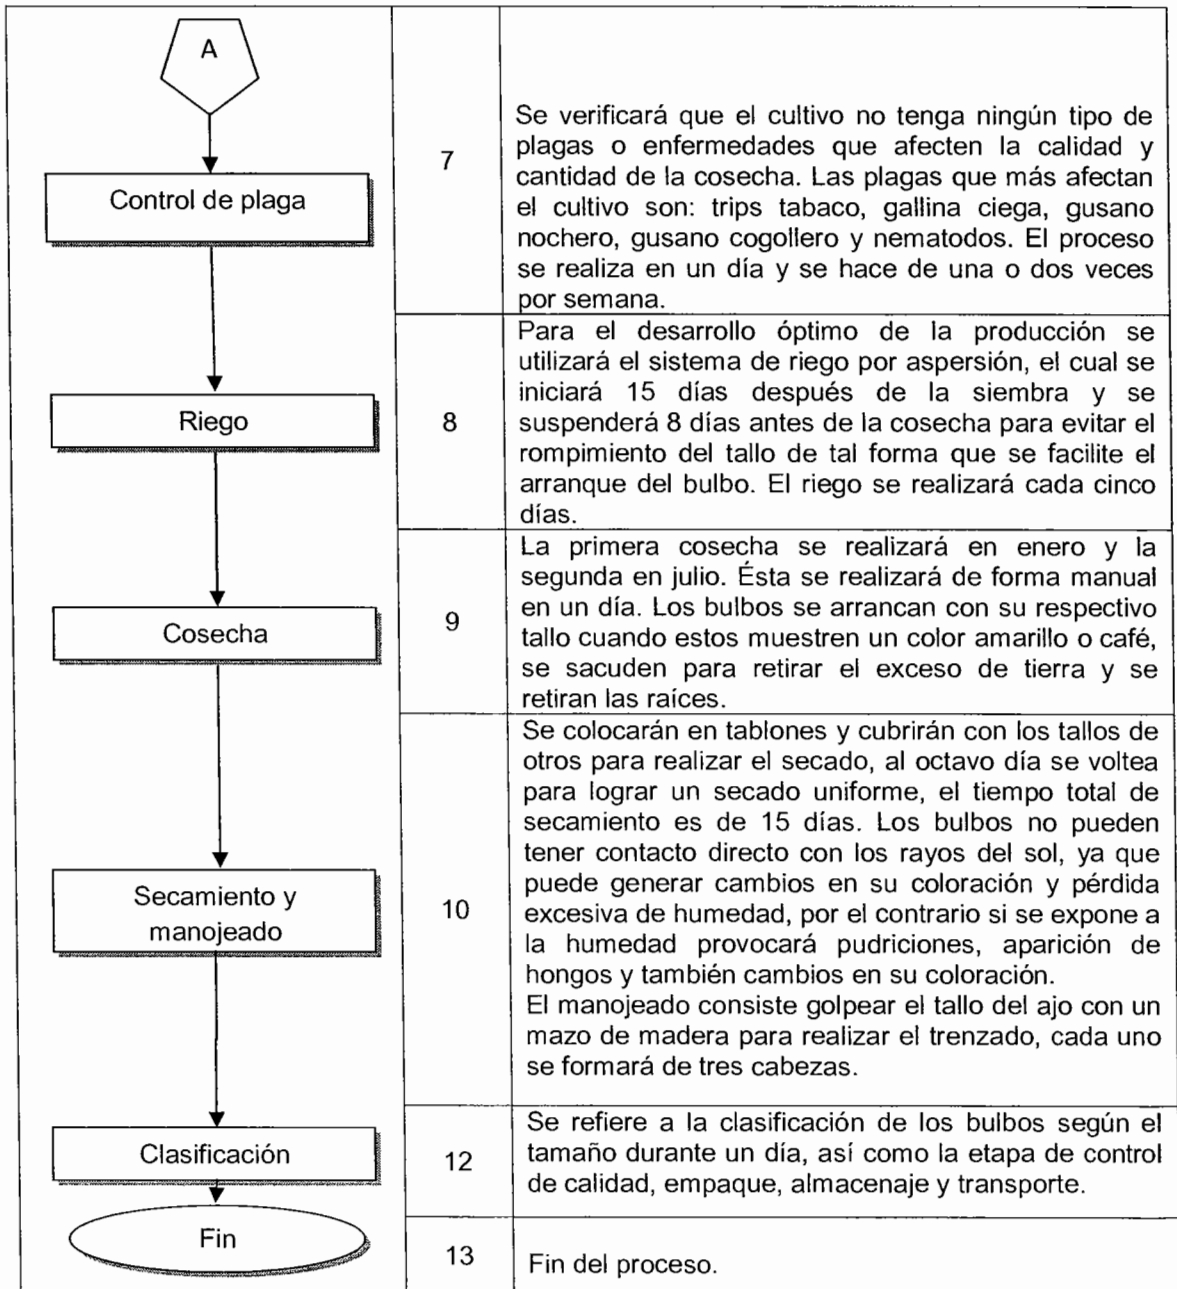 A
Control de plaga
7
Se verificará que el cultivo no tenga ningún tipo de
plagas o enfermedades que afecten la calidad y
cantidad de la cosecha. Las plagas que más afectan
el cultivo son: trips tabaco, gallina ciega, gusano
nochero, gusano cogollero y nematodos. El proceso
se realiza en un día y se hace de una o dos veces
por semana.
Riego
8
Para el desarrollo óptimo de la producción se
utilizará el sistema de riego por aspersión, el cual se
iniciará 15 días después de la siembra y se
suspenderá 8 días antes de la cosecha para evitar el
rompimiento del tallo de tal forma que se facilite el
arranque del bulbo. El riego se realizará cada cinco
días.
Cosecha
9
La primera cosecha se realizará en enero y la
segunda en julio. Ésta se realizará de forma manual
en un día. Los bulbos se arrancan con su respectivo
tallo cuando estos muestren un color amarillo o café,
se sacuden para retirar el exceso de tierra y se
retiran las raíces.
Secamiento y
manojeado
10
Se colocarán en tablones y cubrirán con los tallos de
otros para realizar el secado, al octavo día se voltea
para lograr un secado uniforme, el tiempo total de
secamiento es de 15 días. Los bulbos no pueden
tener contacto directo con los rayos del sol, ya que
puede generar cambios en su coloración y pérdida
excesiva de humedad, por el contrario si se expone a
la humedad provocará pudriciones, aparición de
hongos y también cambios en su coloración.
El manojeado consiste golpear el tallo del ajo con un
mazo de madera para realizar el trenzado, cada uno
se formará de tres cabezas.
Clasificación
12
Se refiere a la clasificación de los bulbos según el
tamaño durante un día, así como la etapa de control
de calidad, empaque, almacenaje y transporte.
Fin
13
Fin del proceso.